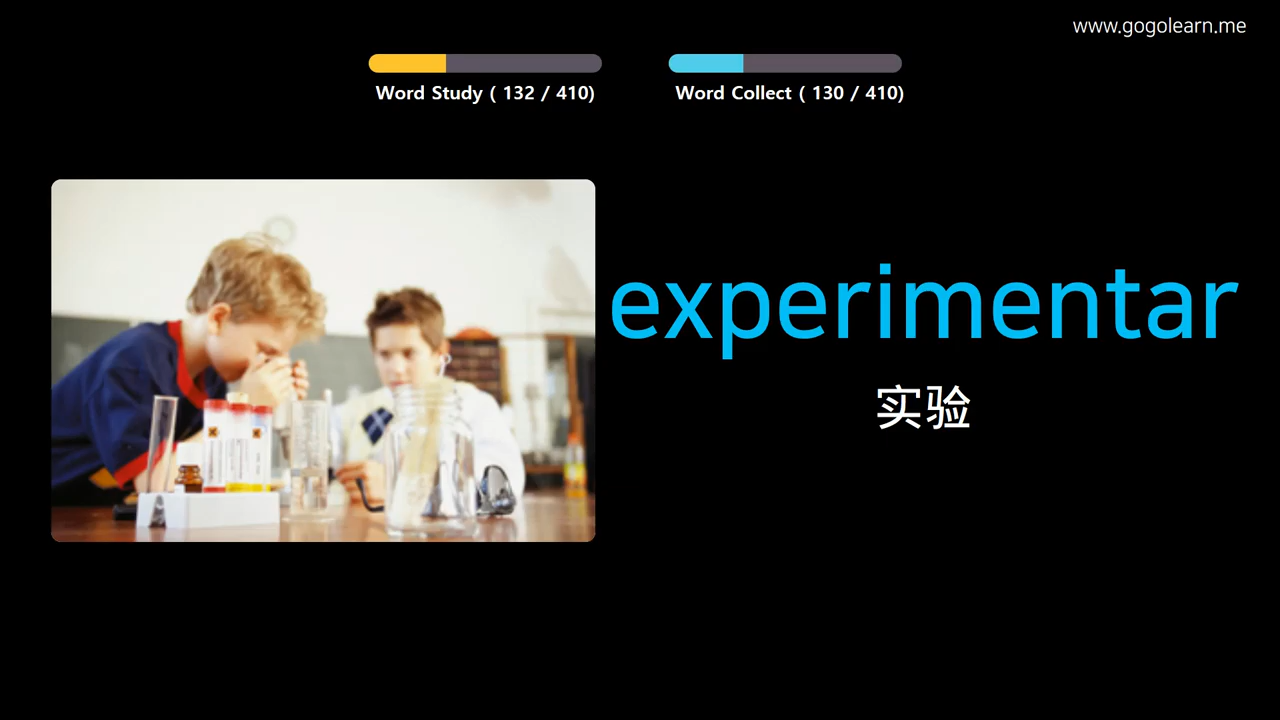 www.gogolearn.me
Word Study ( 132 / 410)
Word Collect ( 130 / 410)
experimentar
实验